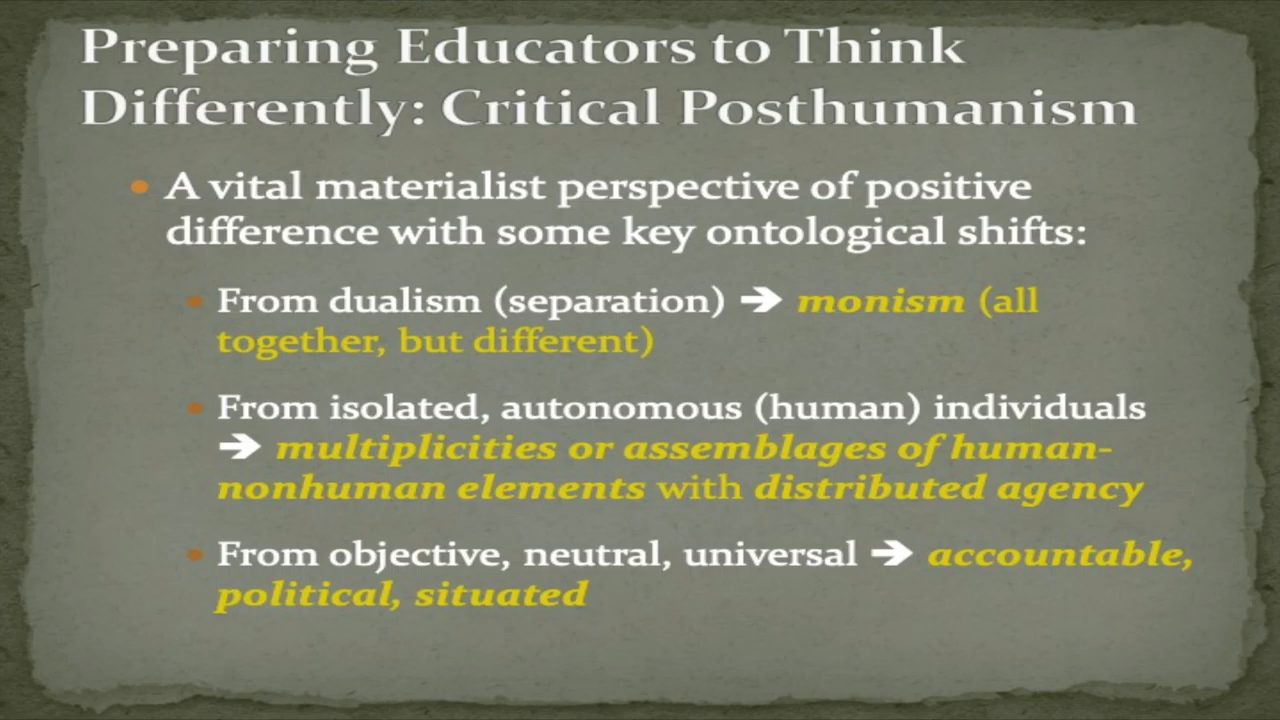 Preparing Educators to Think
Differently: Critical Posthumanism
• A vital materialist perspective of positive
difference with some key ontological shifts:
• From dualism (separation) ➔ monism (all
together, but different)
• From isolated, autonomous (human) individuals
➔ multiplicities or assemblages of human-
nonhuman elements with distributed agency
• From objective, neutral, universal ➔ accountable,
political, situated